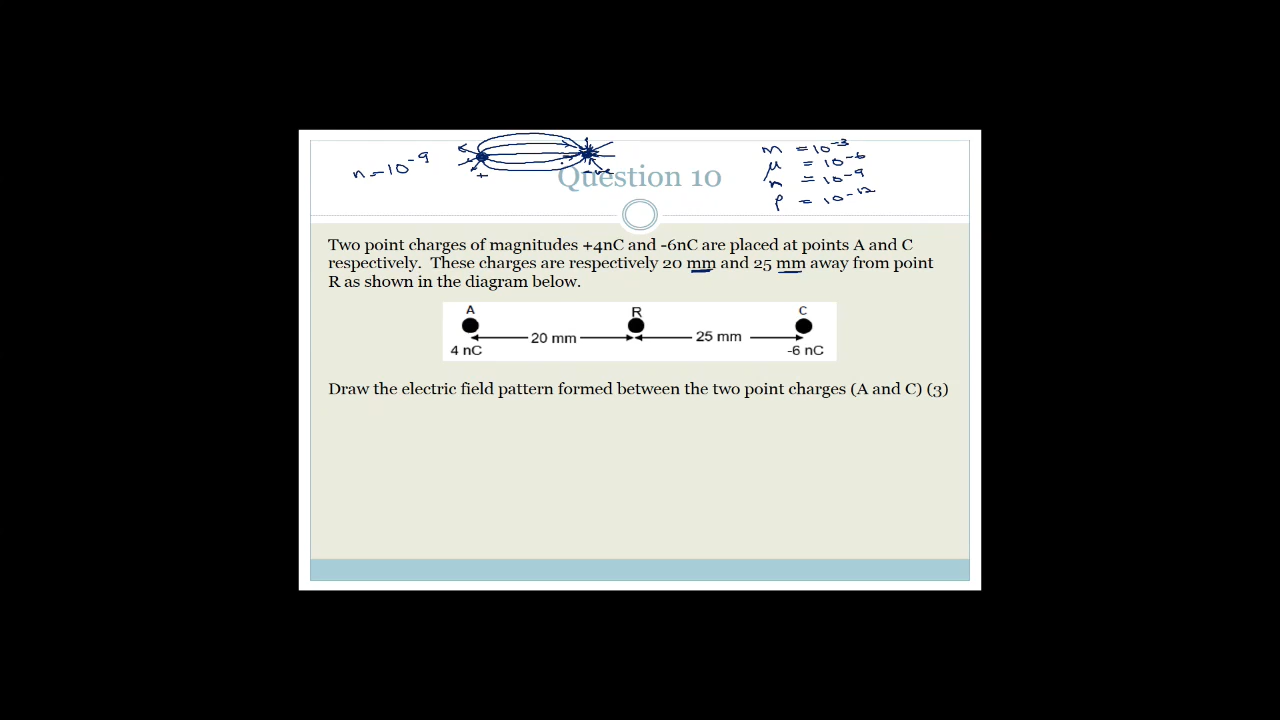 n = 10^-9
+
-ve
m = 10^-3
μ = 10^-6
n = 10^-9
p = 10^-12
Question 10
Two point charges of magnitudes +4nC and -6nC are placed at points A and C
respectively. These charges are respectively 20 mm and 25 mm away from point
R as shown in the diagram below.
A R C
20 mm 25 mm
4 nC -6 nC
Draw the electric field pattern formed between the two point charges (A and C) (3)